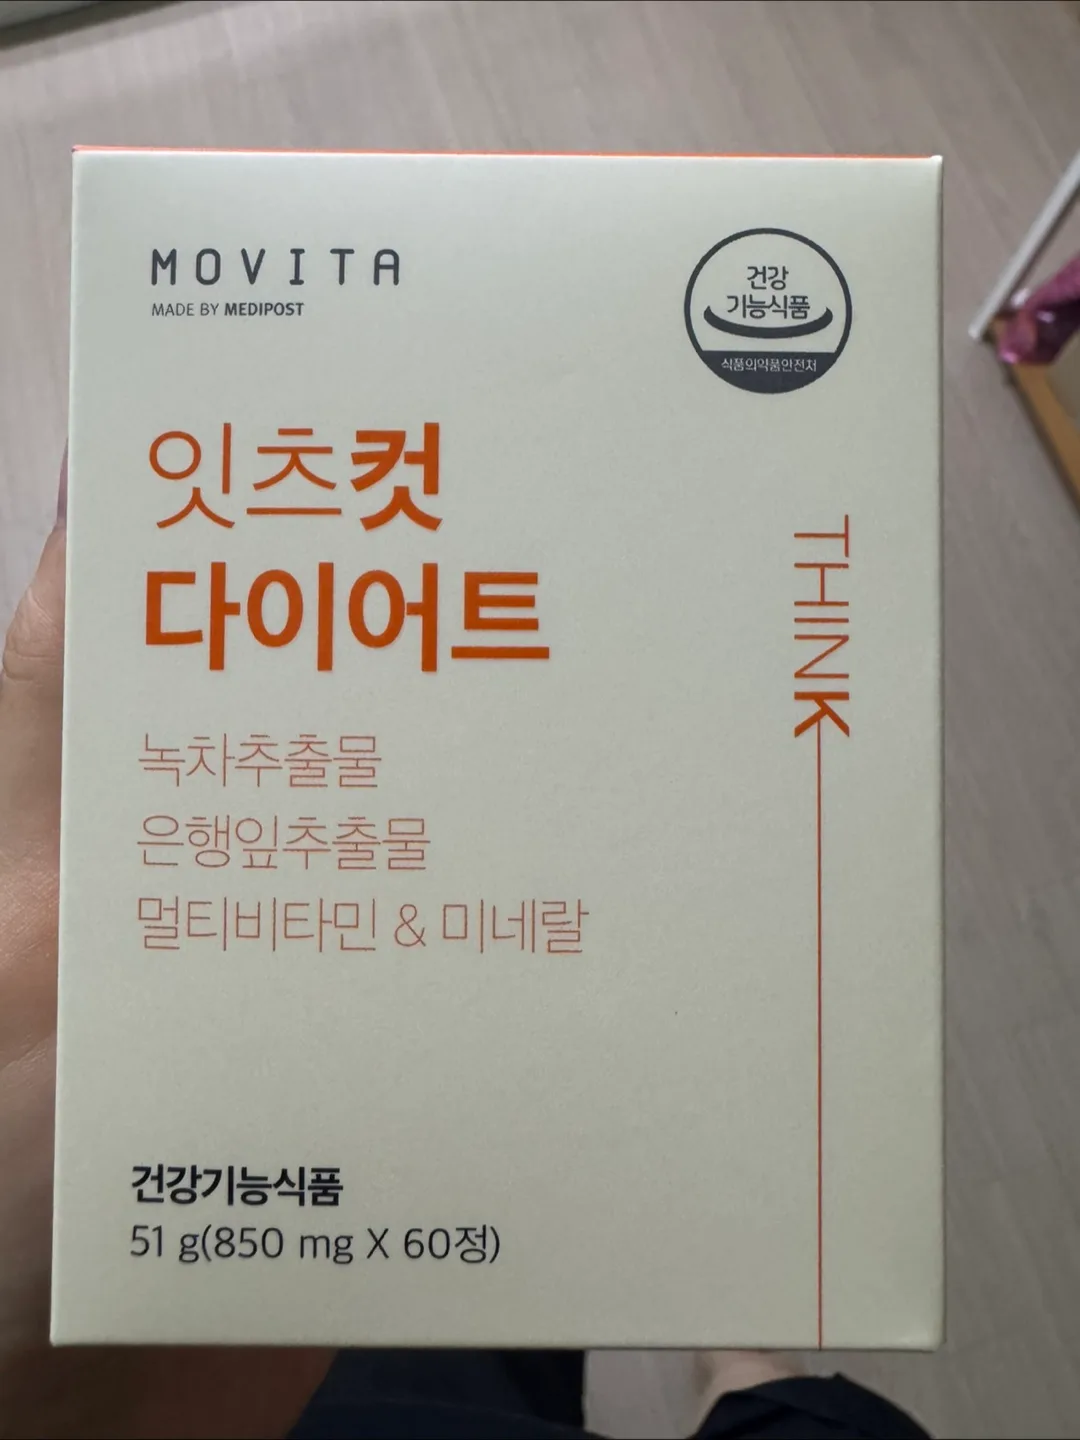 MOVITA
MADE BY MEDIPOST
건강
기능식품
식품의약품안전처
잇츠컷
다이어트
THINK
녹차추출물
은행잎추출물
멀티비타민 & 미네랄
건강기능식품
51 g(850 mg X 60정)